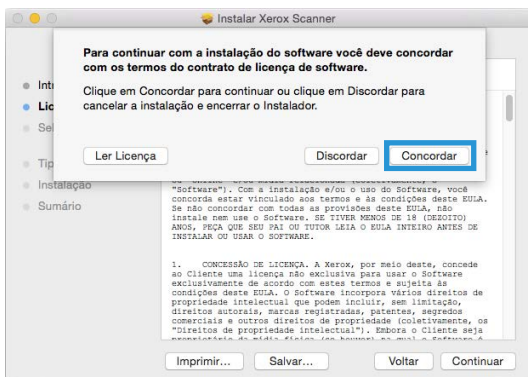 Instalar Xerox Scanner
Para continuar com a instalação do software você deve concordar
com os termos do contrato de licença de software.
Clique em Concordar para continuar ou clique em Discordar para
cancelar a instalação e encerrar o Instalador.
Ler Licença
Discordar
Concordar
Int
Lic
Sel
Tip
Instalação
Sumário
"Software"). Com a instalação e/ou o uso do Software, você
concorda estar vinculado aos termos e às condições deste EULA.
Se não concordar com todas as provisões deste EULA, não
instale nem use o Software. SE TIVER MENOS DE 18 (DEZOITO)
ANOS, PEÇA QUE SEU PAI OU TUTOR LEIA O EULA INTEIRO ANTES DE
INSTALAR OU USAR O SOFTWARE.
1. CONCESSÃO DE LICENÇA. A Xerox, por meio deste, concede
ao Cliente uma licença não exclusiva para usar o Software
exclusivamente de acordo com estes termos e sujeita às
condições deste EULA. O Software incorpora vários direitos de
propriedade intelectual que podem incluir, sem limitação,
direitos autorais, marcas registradas, patentes, segredos
comerciais e outros direitos de propriedade (coletivamente, os
"Direitos de propriedade intelectual"). Embora o Cliente seja
Imprimir...
Salvar...
Voltar
Continuar